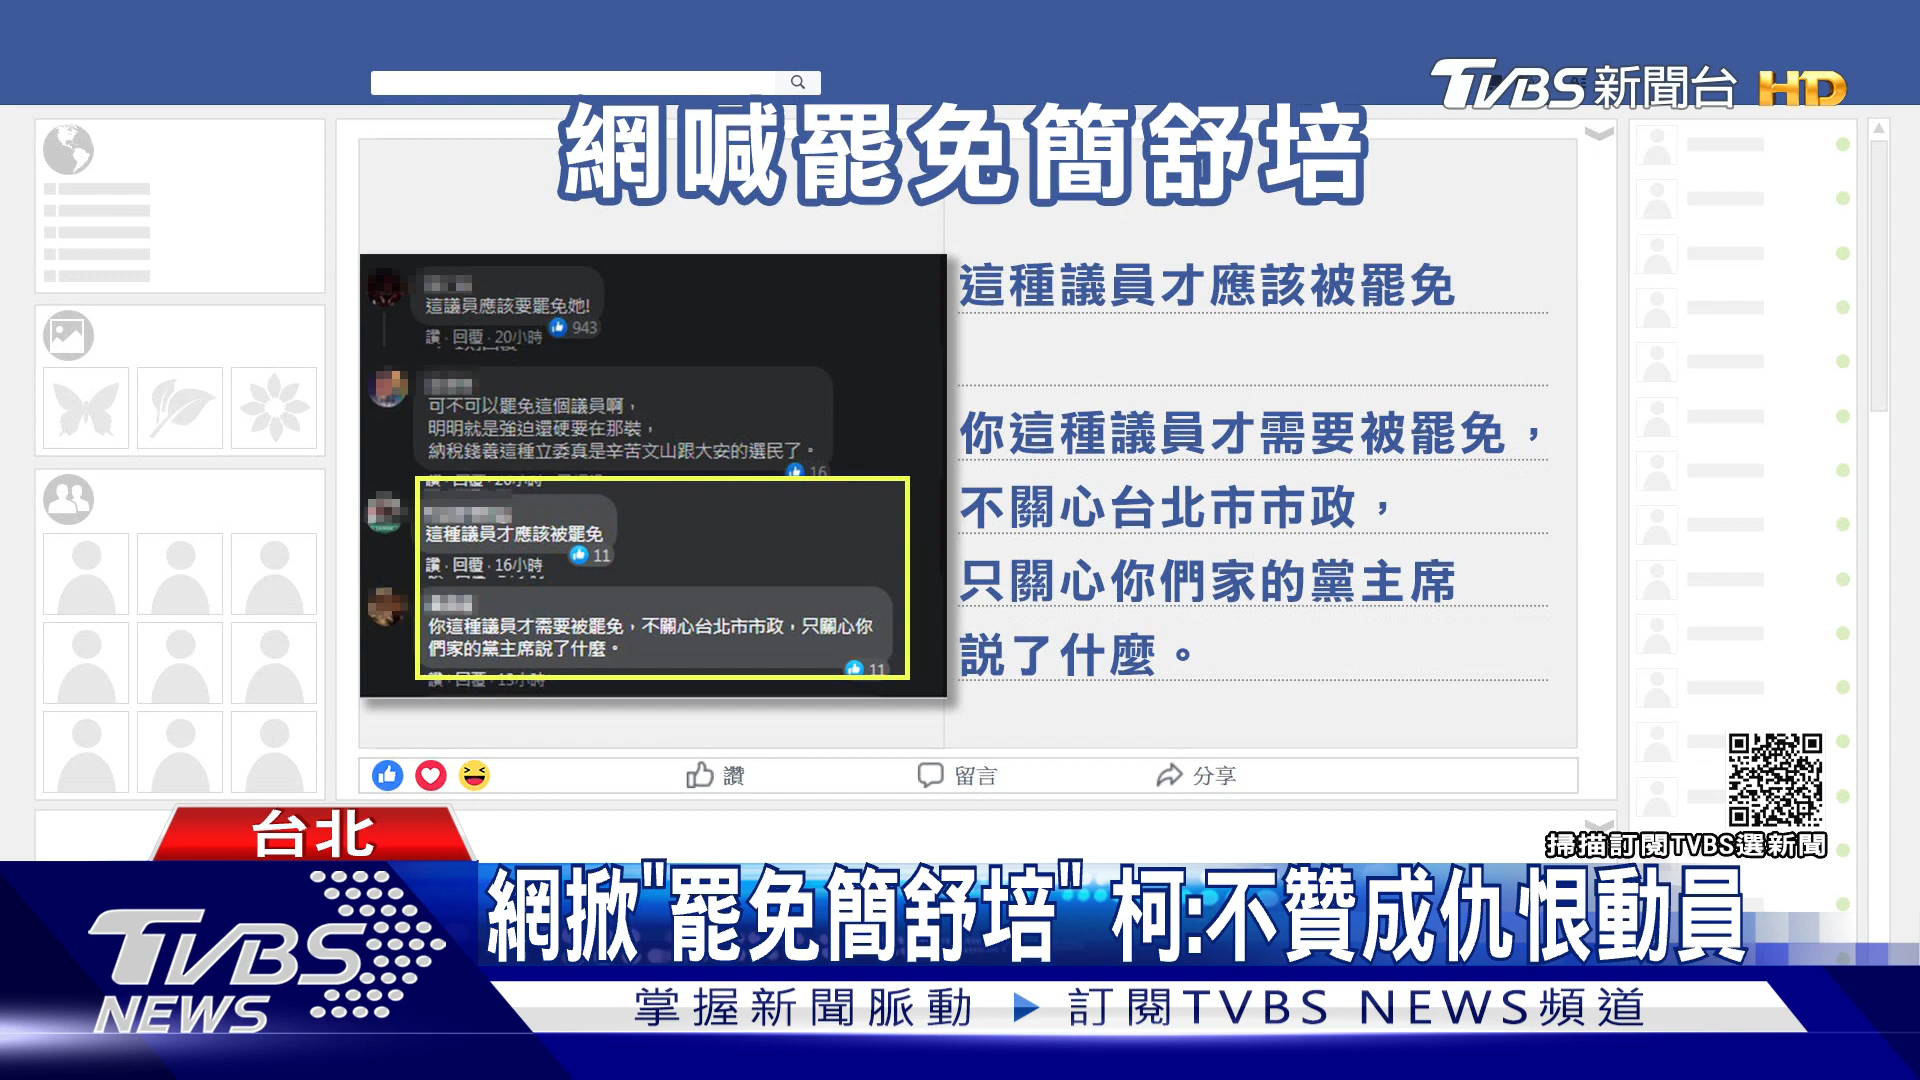 TVBS新聞台 HD
網喊罷免簡舒培
這議員應該要罷免她!
讚 · 回覆 · 20小時 943
可不可以罷免這個議員啊，
明明就是強迫還硬要在那裝，
納稅錢養這種立委真是辛苦文山跟大安的選民了。
16
這種議員才應該被罷免
讚 · 回覆 · 16小時 11
你這種議員才需要被罷免，不關心台北市市政，只關心你
們家的黨主席說了什麼。
11
讚 · 回覆 · 15小時
這種議員才應該被罷免
你這種議員才需要被罷免，
不關心台北市市政，
只關心你們家的黨主席
説了什麼。
讚 留言 分享
掃描訂閱TVBS選新聞
台北
網掀"罷免簡舒培" 柯:不贊成仇恨動員
TVBS NEWS
掌握新聞脈動 ▶ 訂閱TVBS NEWS頻道